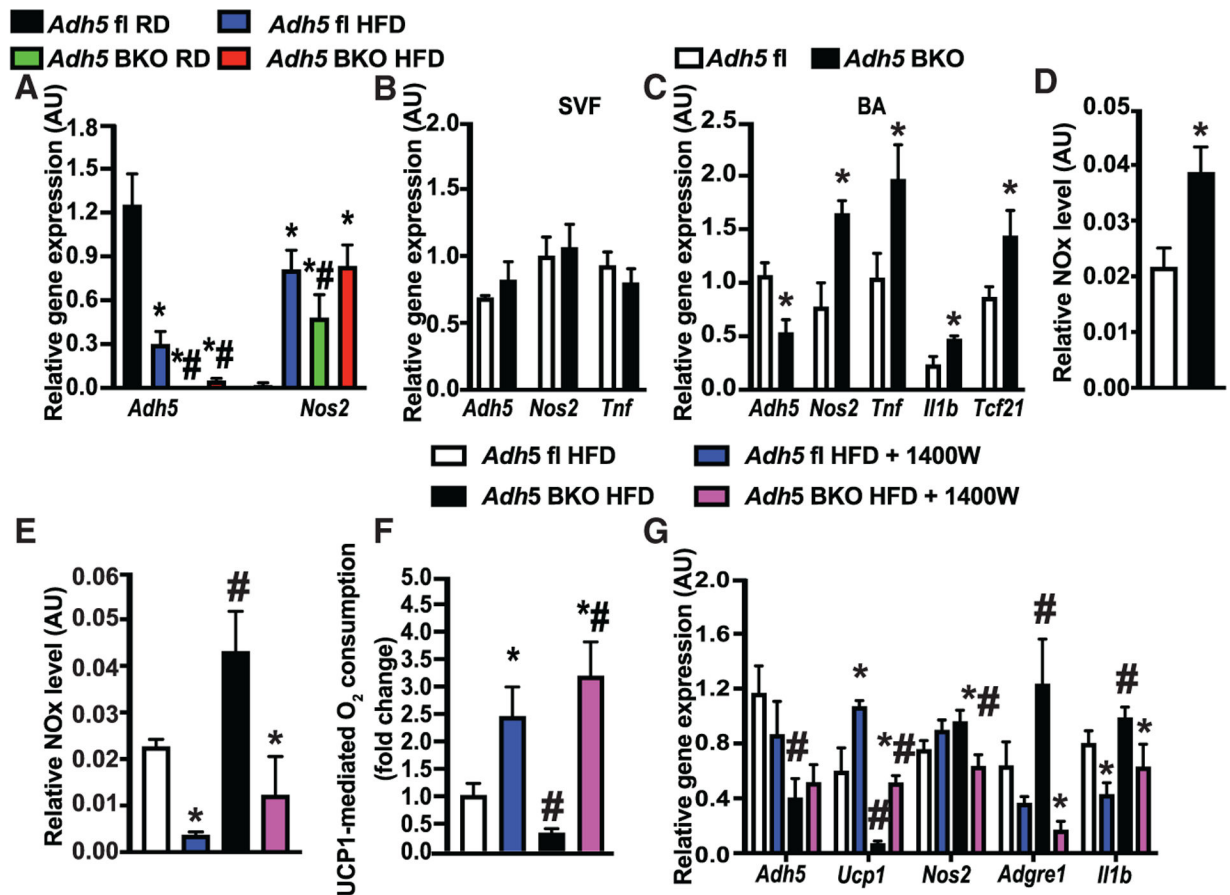 Adh5 fl RD Adh5 fl HFD
Adh5 BKO RD Adh5 BKO HFD
Adh5 fl Adh5 BKO
A
Relative gene expression (AU)
1.8
1.5
1.2
0.9
0.6
0.3
0.0
*
*#
*#
*
*#
*
Adh5 Nos2
B
SVF
Relative gene expression (AU)
2.0
1.5
1.0
0.5
0.0
Adh5 Nos2 Tnf
C
BA
Relative gene expression (AU)
2.5
2.0
1.5
1.0
0.5
0.0
*
*
*
*
*
Adh5 Nos2 Tnf Il1b Tcf21
D
Relative NOx level (AU)
0.05
0.04
0.03
0.02
0.01
0.00
*
Adh5 fl HFD Adh5 fl HFD + 1400W
Adh5 BKO HFD Adh5 BKO HFD + 1400W
E
Relative NOx level (AU)
0.06
0.05
0.04
0.03
0.02
0.01
0.00
*
#
*
F
UCP1-mediated O2 consumption
(fold change)
5.0
4.5
4.0
3.5
3.0
2.5
2.0
1.5
1.0
0.5
0.0
*
#
*#
G
Relative gene expression (AU)
2.0
1.6
1.2
0.8
0.4
0.0
#
*
#
*#
*#
#
*
*
#
*
Adh5 Ucp1 Nos2 Adgre1 Il1b